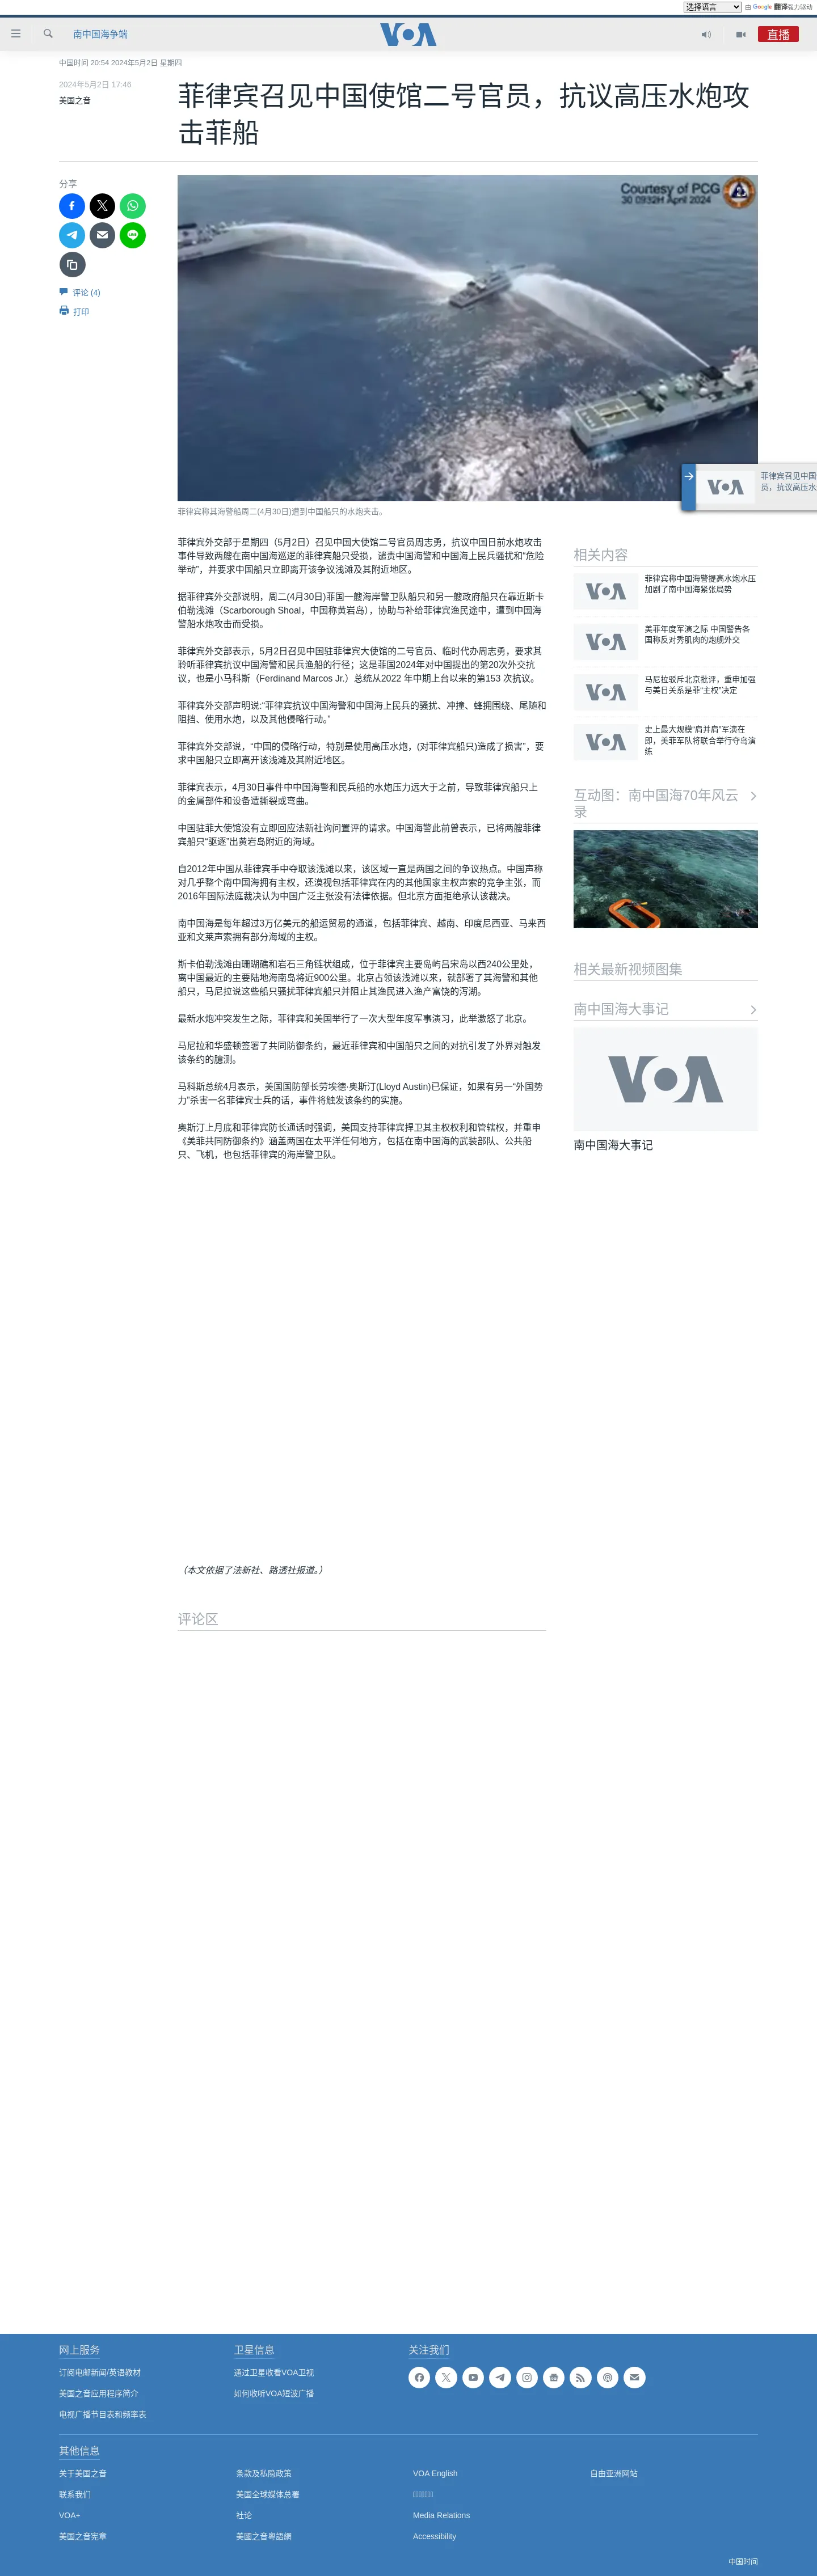 选择语言
由 Google 翻译强力驱动
南中国海争端
VOA
直播
中国时间 20:54 2024年5月2日 星期四
2024年5月2日 17:46
美国之音
菲律宾召见中国使馆二号官员，抗议高压水炮攻
击菲船
分享
评论 (4)
打印
Courtesy of PCG
30 0932H April 2024
菲律宾召见中国
员，抗议高压水
VOA
菲律宾称其海警船周二(4月30日)遭到中国船只的水炮夹击。
菲律宾外交部于星期四（5月2日）召见中国大使馆二号官员周志勇，抗议中国日前水炮攻击
事件导致两艘在南中国海巡逻的菲律宾船只受损，谴责中国海警和中国海上民兵骚扰和“危险
举动”，并要求中国船只立即离开该争议浅滩及其附近地区。
据菲律宾外交部说明，周二(4月30日)菲国一艘海岸警卫队船只和另一艘政府船只在靠近斯卡
伯勒浅滩（Scarborough Shoal，中国称黄岩岛），协助与补给菲律宾渔民途中，遭到中国海
警船水炮攻击而受损。
菲律宾外交部表示，5月2日召见中国驻菲律宾大使馆的二号官员、临时代办周志勇，要求其
聆听菲律宾抗议中国海警和民兵渔船的行径；这是菲国2024年对中国提出的第20次外交抗
议，也是小马科斯（Ferdinand Marcos Jr.）总统从2022 年中期上台以来的第153 次抗议。
菲律宾外交部声明说:“菲律宾抗议中国海警和中国海上民兵的骚扰、冲撞、蜂拥围绕、尾随和
阻挡、使用水炮，以及其他侵略行动。”
菲律宾外交部说，“中国的侵略行动，特别是使用高压水炮，(对菲律宾船只)造成了损害”，要
求中国船只立即离开该浅滩及其附近地区。
菲律宾表示，4月30日事件中中国海警和民兵船的水炮压力远大于之前，导致菲律宾船只上
的金属部件和设备遭撕裂或弯曲。
中国驻菲大使馆没有立即回应法新社询问置评的请求。中国海警此前曾表示，已将两艘菲律
宾船只“驱逐”出黄岩岛附近的海域。
自2012年中国从菲律宾手中夺取该浅滩以来，该区域一直是两国之间的争议热点。中国声称
对几乎整个南中国海拥有主权，还漠视包括菲律宾在内的其他国家主权声索的竞争主张，而
2016年国际法庭裁决认为中国广泛主张没有法律依据。但北京方面拒绝承认该裁决。
南中国海是每年超过3万亿美元的船运贸易的通道，包括菲律宾、越南、印度尼西亚、马来西
亚和文莱声索拥有部分海域的主权。
斯卡伯勒浅滩由珊瑚礁和岩石三角链状组成，位于菲律宾主要岛屿吕宋岛以西240公里处，
离中国最近的主要陆地海南岛将近900公里。北京占领该浅滩以来，就部署了其海警和其他
船只，马尼拉说这些船只骚扰菲律宾船只并阻止其渔民进入渔产富饶的泻湖。
最新水炮冲突发生之际，菲律宾和美国举行了一次大型年度军事演习，此举激怒了北京。
马尼拉和华盛顿签署了共同防御条约，最近菲律宾和中国船只之间的对抗引发了外界对触发
该条约的臆测。
马科斯总统4月表示，美国国防部长劳埃德·奥斯汀(Lloyd Austin)已保证，如果有另一“外国势
力”杀害一名菲律宾士兵的话，事件将触发该条约的实施。
奥斯汀上月底和菲律宾防长通话时强调，美国支持菲律宾捍卫其主权权利和管辖权，并重申
《美菲共同防御条约》涵盖两国在太平洋任何地方，包括在南中国海的武装部队、公共船
只、飞机，也包括菲律宾的海岸警卫队。
（本文依据了法新社、路透社报道。）
评论区
相关内容
VOA
菲律宾称中国海警提高水炮水压
加剧了南中国海紧张局势
VOA
美菲年度军演之际 中国警告各
国称反对秀肌肉的炮舰外交
VOA
马尼拉驳斥北京批评，重申加强
与美日关系是菲“主权”决定
VOA
史上最大规模“肩并肩”军演在
即，美菲军队将联合举行夺岛演
练
互动图：南中国海70年风云
录
相关最新视频图集
南中国海大事记
VOA
南中国海大事记
网上服务
订阅电邮新闻/英语教材
美国之音应用程序简介
电视广播节目表和频率表
卫星信息
通过卫星收看VOA卫视
如何收听VOA短波广播
关注我们
其他信息
关于美国之音
联系我们
VOA+
美国之音宪章
条款及私隐政策
美国全球媒体总署
社论
美國之音粵語網
VOA English
Media Relations
Accessibility
自由亚洲网站
中国时间